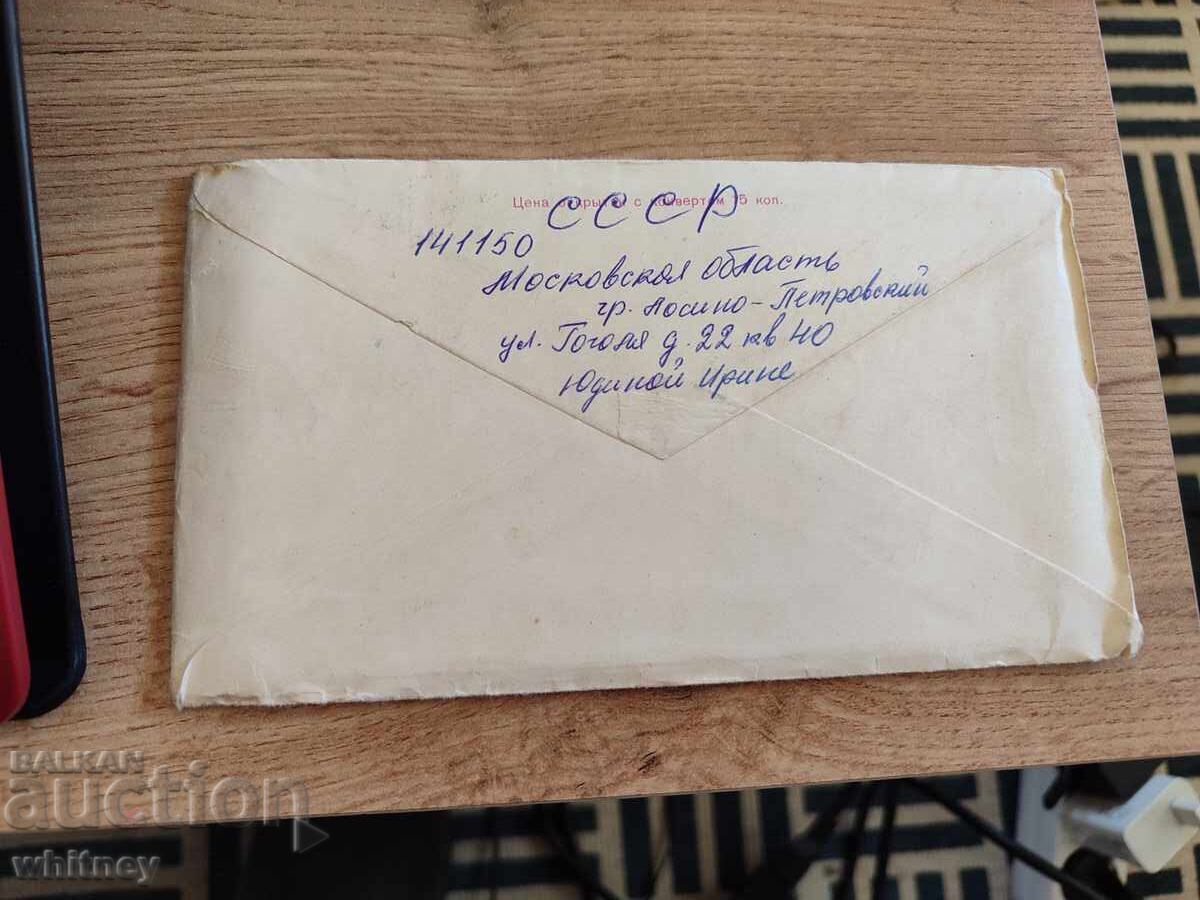 Цена открытки с конвертом 15 коп.
СССР
141150
Московская область
гр. Лосино-Петровский
ул. Гоголя д. 22 кв 40
Юдиной Ирине
BALKAN
auction
whitney